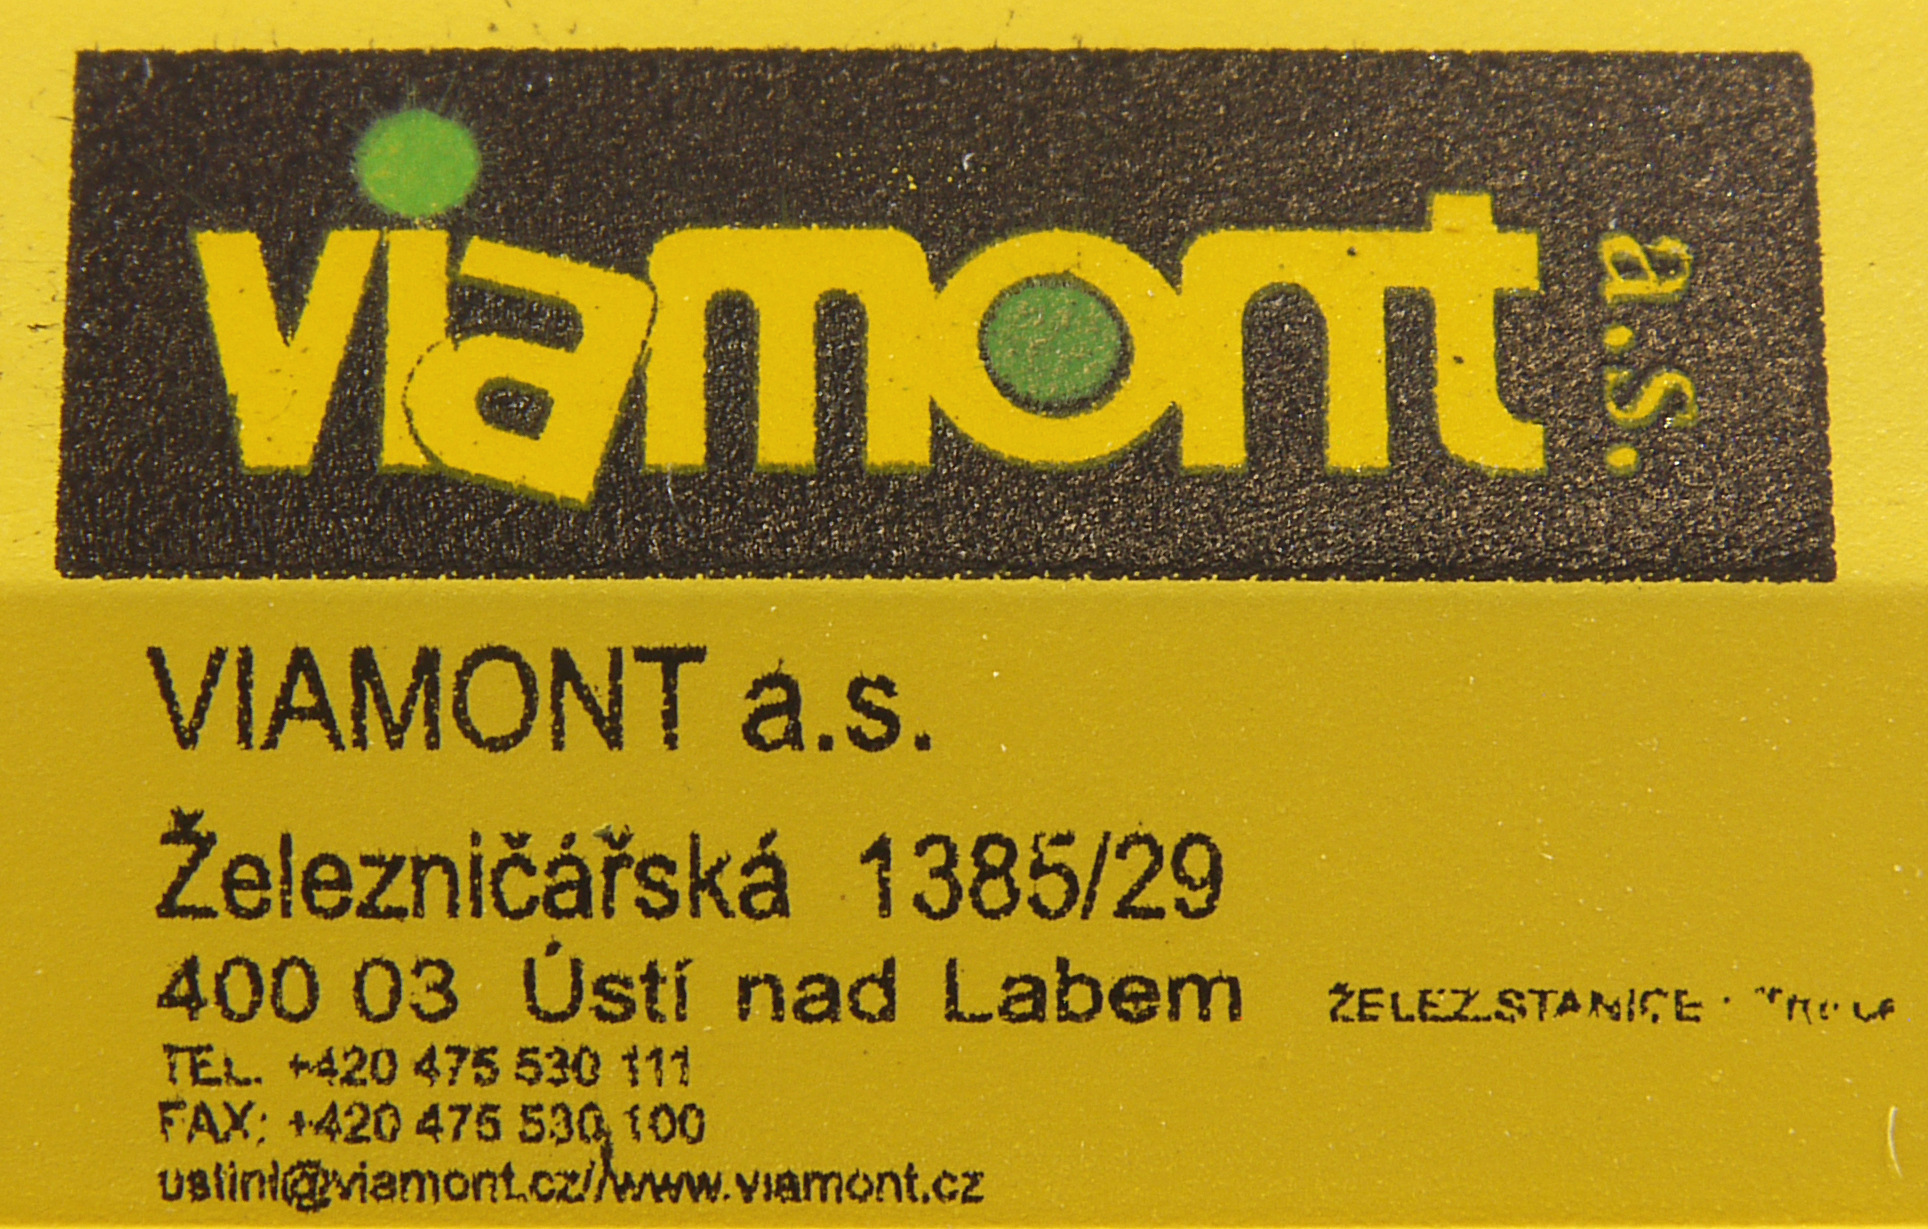 viamont a.s.
VIAMONT a.s.
Železničářská 1385/29
400 03 Ústí nad Labem
ŽELEZ.STANICE
TEL. +420 475 530 111
FAX: +420 475 530 100
ustinl@viamont.cz//www.viamont.cz